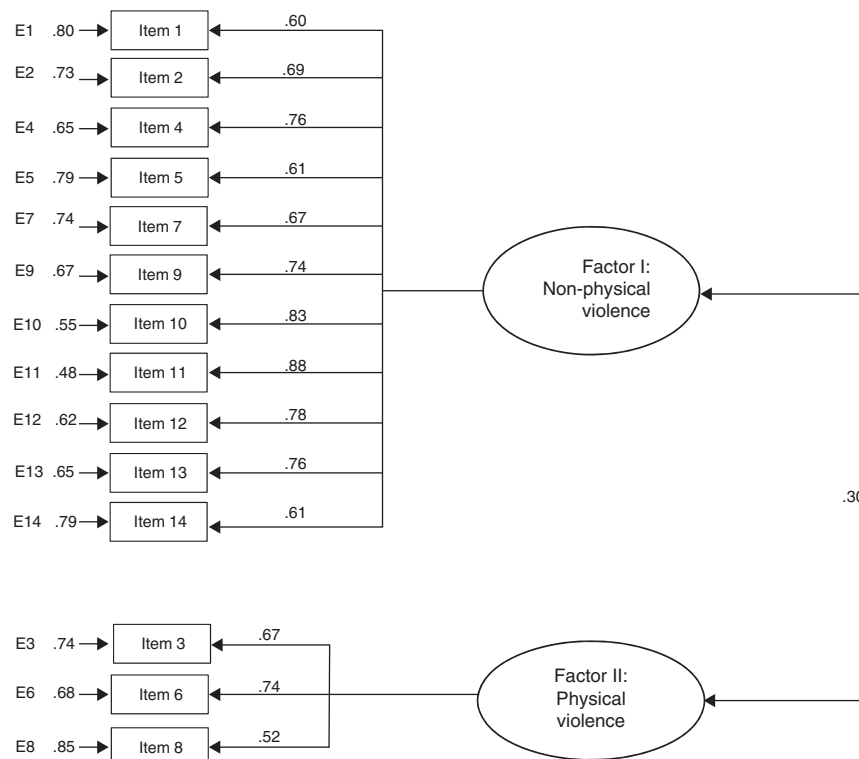 E1 .80 Item 1 .60
E2 .73 Item 2 .69
E4 .65 Item 4 .76
E5 .79 Item 5 .61
E7 .74 Item 7 .67
E9 .67 Item 9 .74
E10 .55 Item 10 .83
E11 .48 Item 11 .88
E12 .62 Item 12 .78
E13 .65 Item 13 .76
E14 .79 Item 14 .61
Factor I:
Non-physical
violence
.30
E3 .74 Item 3 .67
E6 .68 Item 6 .74
E8 .85 Item 8 .52
Factor II:
Physical
violence